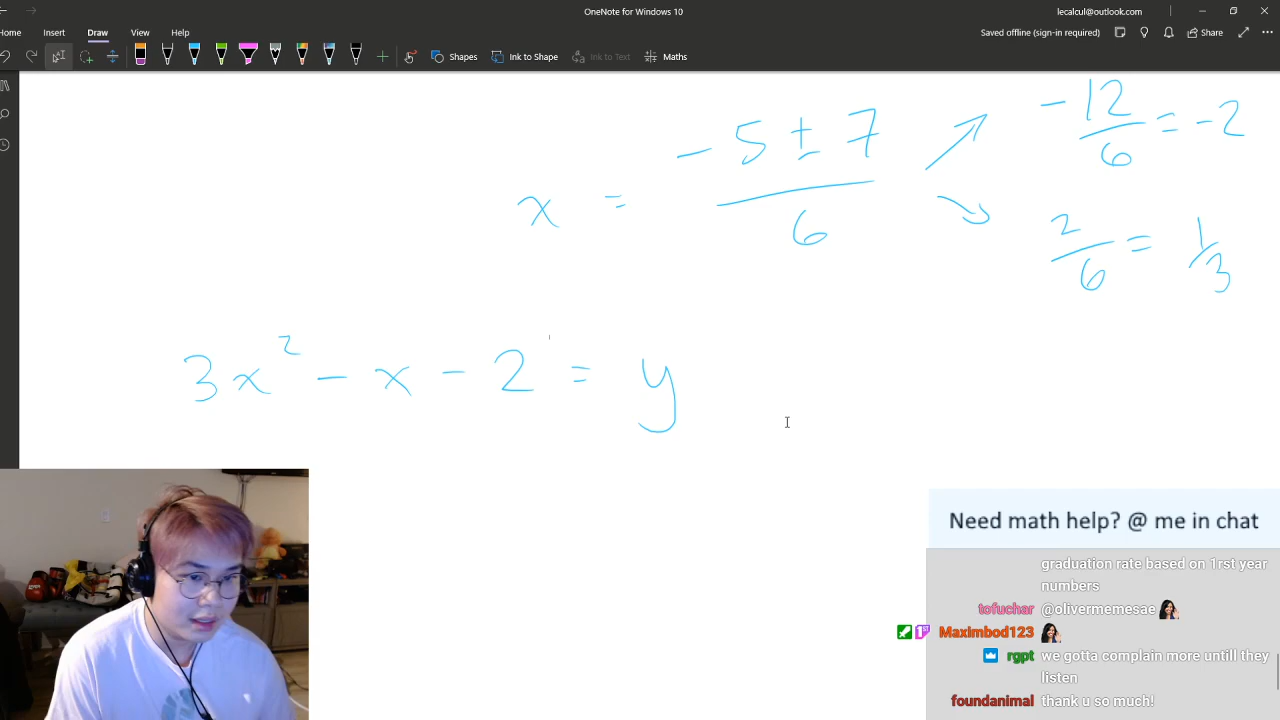 OneNote for Windows 10
lecalcul@outlook.com
Home Insert Draw View Help
Saved offline (sign-in required) Share
Shapes Ink to Shape Ink to Text Maths
x = -5 ± 7 / 6
-12/6 = -2
2/6 = 1/3
3x² - x - 2 = y
Need math help? @ me in chat
graduation rate based on 1rst year
numbers
tofuchar @olivermemesae
Maximbod123
rgpt we gotta complain more untill they
listen
foundanimal thank u so much!